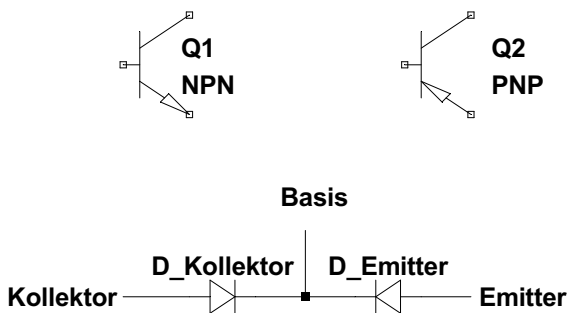 Q1
NPN
Q2
PNP
Basis
D_Kollektor
D_Emitter
Kollektor
Emitter